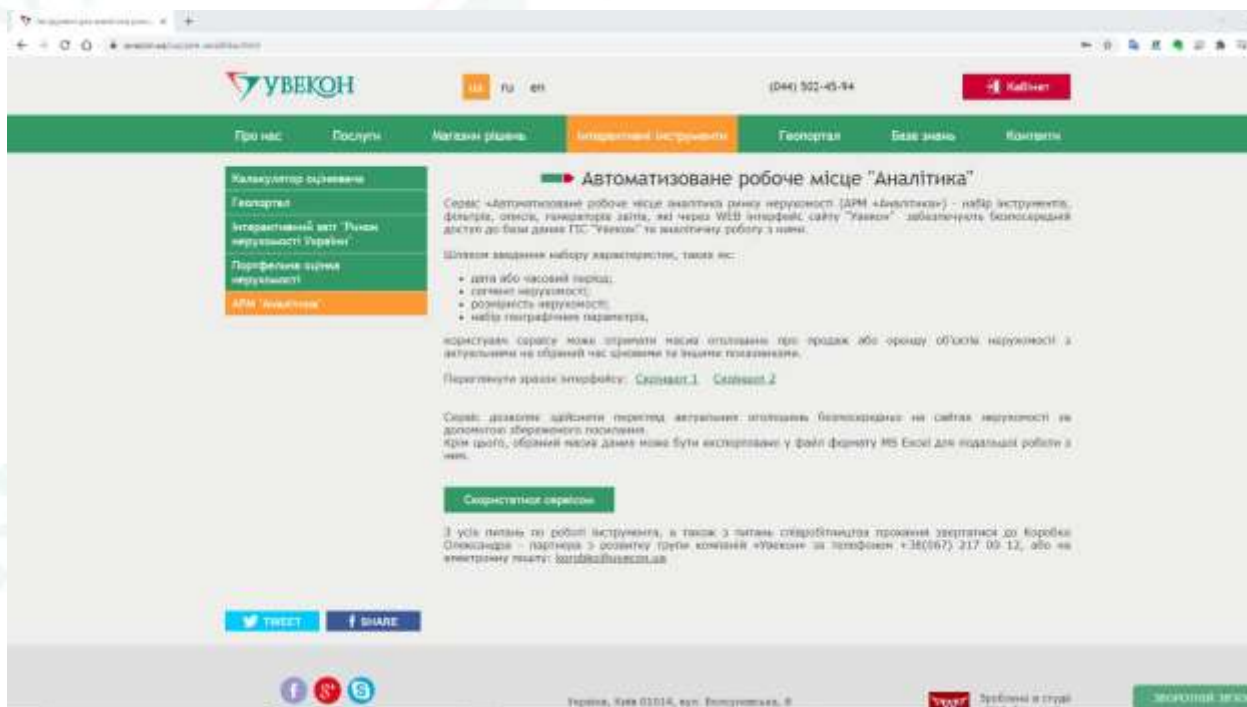 УВЕКОН
ua ru en
(044) 502-45-94
Кабінет
Про нас Послуги Магазин рішень Інтерактивні інструменти Геопортал База знань Контакти
Калькулятор оцінювача
Геопортал
Інтерактивний звіт "Ринок
нерухомості України"
Портфельна оцінка
нерухомості
АРМ "Аналітика"
Автоматизоване робоче місце "Аналітика"
Сервіс «Автоматизоване робоче місце аналітика ринку нерухомості (АРМ «Аналітика») - набір інструментів,
фільтрів, описів, генераторів звітів, які через WEB інтерфейс сайту "Увекон" забезпечують безпосередній
доступ до бази даних ГІС "Увекон" та аналітичну роботу з ними.
Шляхом введення набору характеристик, таких як:
• дата або часовий період;
• сегмент нерухомості;
• розмірність нерухомості;
• набір географічних параметрів,
користувач сервісу може отримати масив оголошень про продаж або оренду об'єктів нерухомості з
актуальними на обраний час ціновими та іншими показниками.
Переглянути зразок інтерфейсу: Скріншот 1 Скріншот 2
Сервіс дозволяє здійснити перегляд актуальних оголошень безпосередньо на сайтах нерухомості за
допомогою збереженого посилання.
Крім цього, обраний масив даних може бути експортовано у файл формату MS Excel для подальшої роботи з
ним.
Скористатися сервісом
З усіх питань по роботі інструмента, а також з питань співробітництва прохання звертатися до Коробко
Олександра - партнера з розвитку групи компаній «Увекон» за телефоном +38(067) 217 09 12, або на
електронну пошту: korobko@uvecon.ua
TWEET
SHARE
Україна, Київ 01014, вул.
Зроблено в студії